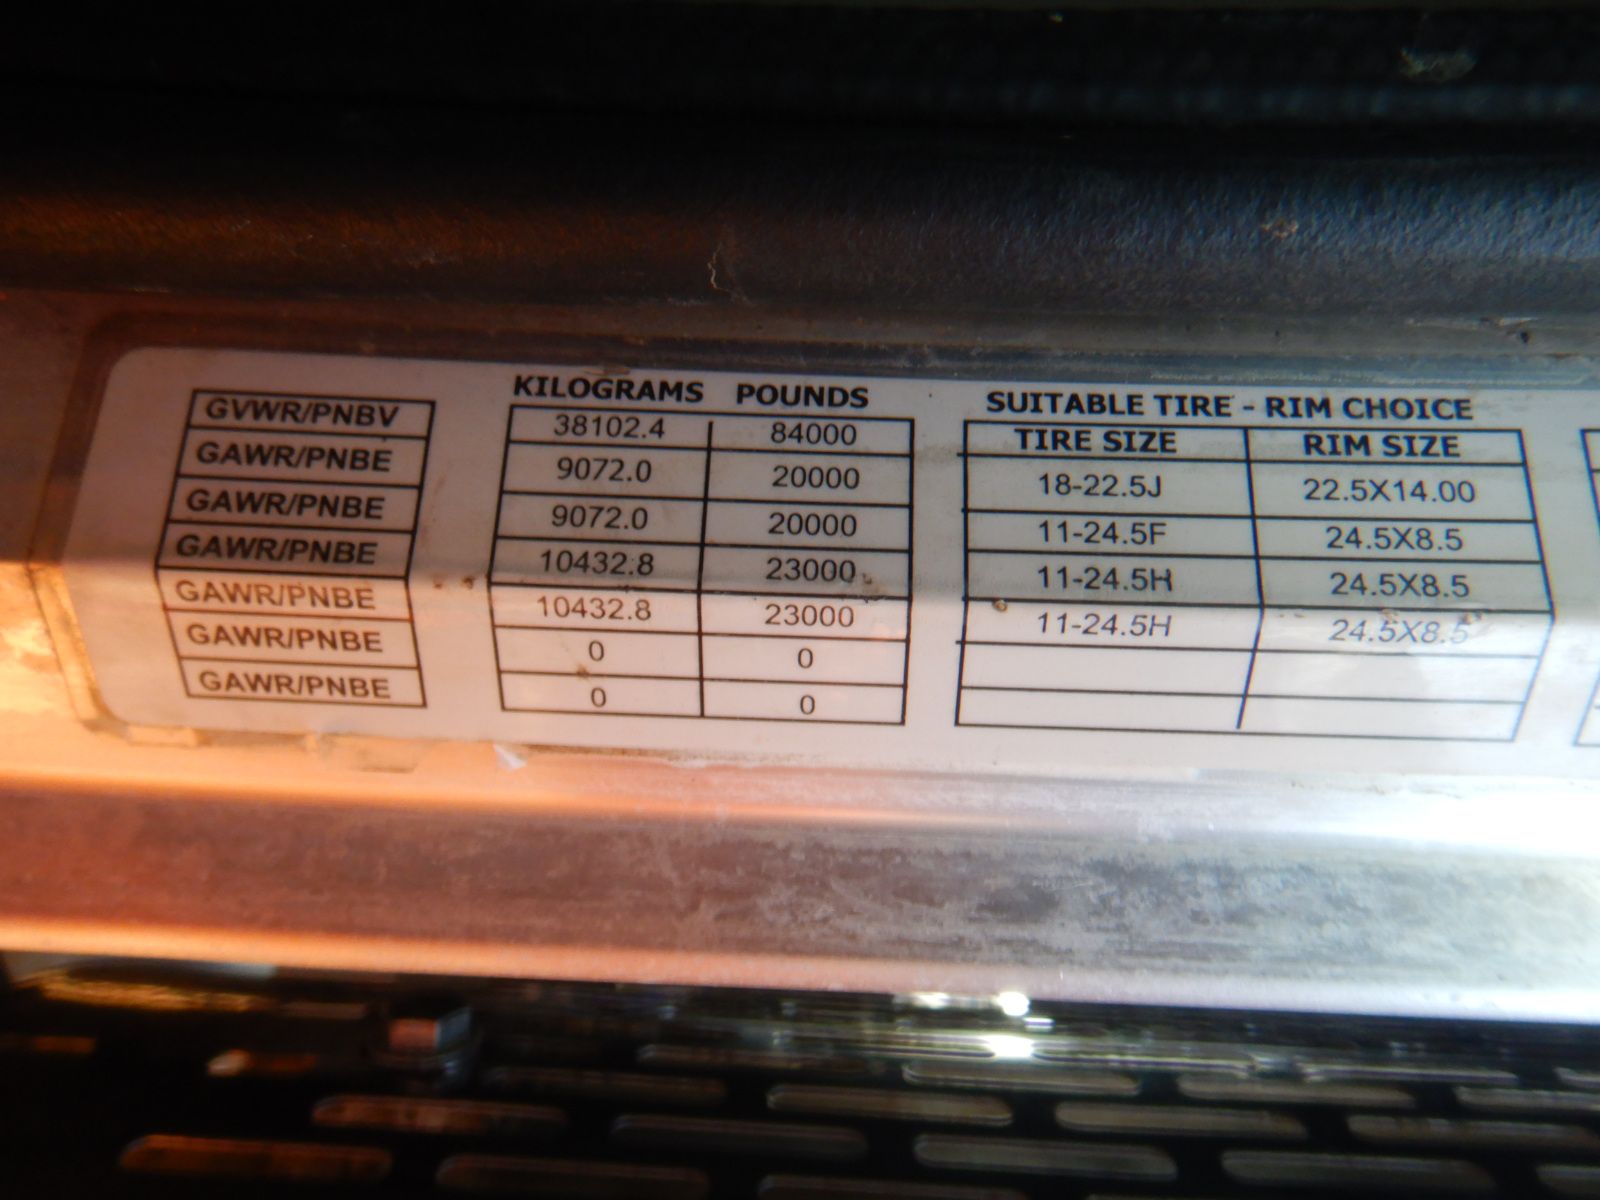 KILOGRAMS POUNDS SUITABLE TIRE - RIM CHOICE
GVWR/PNBV 38102.4 84000 TIRE SIZE RIM SIZE
GAWR/PNBE 9072.0 20000 18-22.5J 22.5X14.00
GAWR/PNBE 9072.0 20000 11-24.5F 24.5X8.5
GAWR/PNBE 10432.8 23000 11-24.5H 24.5X8.5
GAWR/PNBE 10432.8 23000 11-24.5H 24.5X8.5
GAWR/PNBE 0 0
GAWR/PNBE 0 0